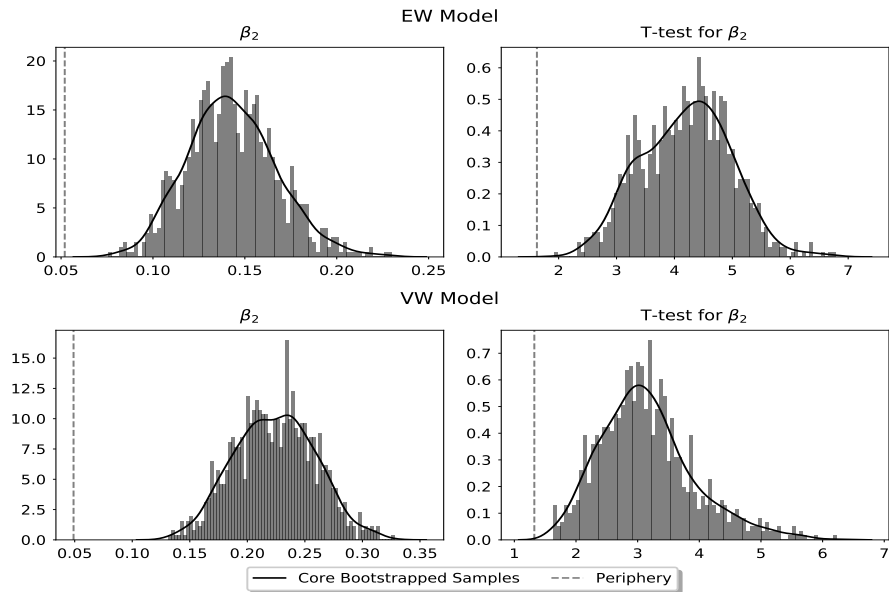 EW Model
β₂
T-test for β₂
20
15
10
5
0
0.05 0.10 0.15 0.20 0.25
0.6
0.5
0.4
0.3
0.2
0.1
0.0
2 3 4 5 6 7
VW Model
β₂
T-test for β₂
15.0
12.5
10.0
7.5
5.0
2.5
0.0
0.05 0.10 0.15 0.20 0.25 0.30 0.35
0.7
0.6
0.5
0.4
0.3
0.2
0.1
0.0
1 2 3 4 5 6 7
Core Bootstrapped Samples Periphery